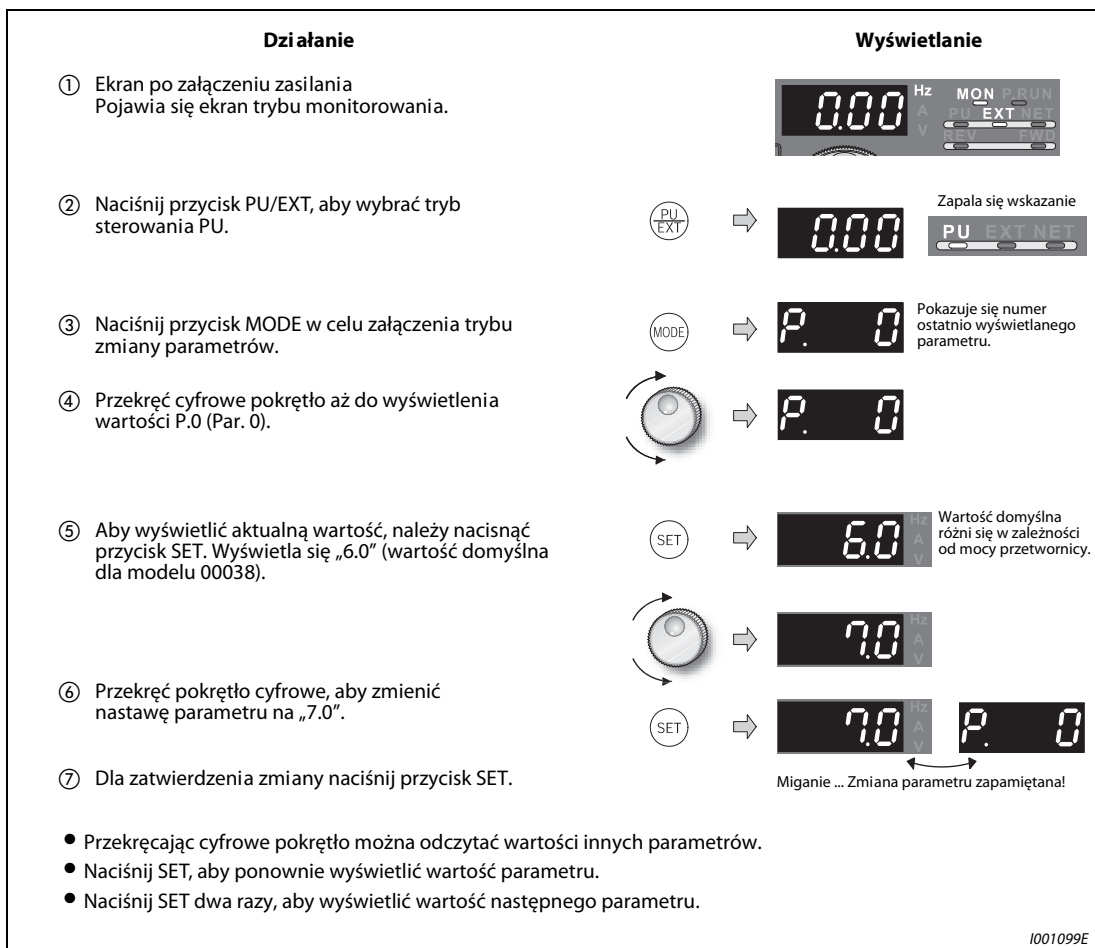 Działanie
Wyświetlanie
① Ekran po załączeniu zasilania
Pojawia się ekran trybu monitorowania.
0.00 Hz A V MON P.RUN
PU EXT NET
REV FWD
② Naciśnij przycisk PU/EXT, aby wybrać tryb
sterowania PU.
PU
EXT
0.00
Zapala się wskazanie
PU EXT NET
③ Naciśnij przycisk MODE w celu załączenia trybu
zmiany parametrów.
MODE
P. 0
Pokazuje się numer
ostatnio wyświetlanego
parametru.
④ Przekręć cyfrowe pokrętło aż do wyświetlenia
wartości P.0 (Par. 0).
P. 0
⑤ Aby wyświetlić aktualną wartość, należy nacisnąć
przycisk SET. Wyświetla się „6.0” (wartość domyślna
dla modelu 00038).
SET
6.0 Hz A V
Wartość domyślna
różni się w zależności
od mocy przetwornicy.
7.0 Hz A V
⑥ Przekręć pokrętło cyfrowe, aby zmienić
nastawę parametru na „7.0”.
SET
7.0 Hz A V
P. 0
⑦ Dla zatwierdzenia zmiany naciśnij przycisk SET.
Miganie ... Zmiana parametru zapamiętana!
● Przekręcając cyfrowe pokrętło można odczytać wartości innych parametrów.
● Naciśnij SET, aby ponownie wyświetlić wartość parametru.
● Naciśnij SET dwa razy, aby wyświetlić wartość następnego parametru.
I001099E